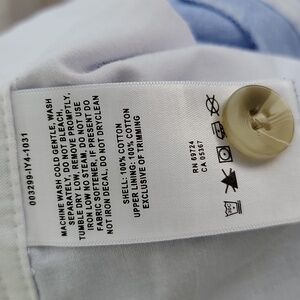 MACHINE WASH COLD GENTLE, WASH
SEPARATELY, DO NOT BLEACH,
TUMBLE DRY LOW, REMOVE PROMPTLY,
IRON LOW NO STEAM, DO NOT USE
FABRIC SOFTENER, IF PRESENT DO
NOT IRON DECAL, DO NOT DRYCLEAN
SHELL: 100% COTTON
UPPER LINING: 100% COTTON
EXCLUSIVE OF TRIMMING
RN 69724
CA 05367
003299-IY4-1031